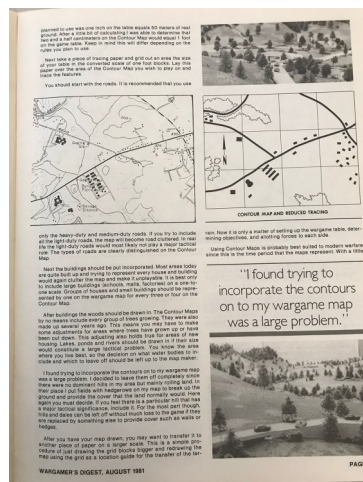 planned to use was one inch on the table equals 50 meters of real
ground. After a little bit of calculating I was able to determine that
two and a half centimeters on the Contour Map would equal 1 foot
on the game table. Keep in mind this will differ depending on the
rules you plan to use.
Next take a piece of tracing paper and grid out an area the size
of your table in the converted scale of one foot blocks. Lay this
paper over the area of the Contour Map you wish to play on and
trace the features.
You should start with the roads. It is recommended that you use
CONTOUR MAP AND REDUCED TRACING
only the heavy-duty and medium-duty roads. If you try to include
all the light-duty roads, the map will become road cluttered. In real
life the light-duty roads would most likely not play a major tactical
role. The types of roads are clearly distinguished on the Contour
Map.
Next the buildings should be put incorporated. Most areas today
are quite built up and trying to represent every house and building
would again clutter the map and make it unplayable. It is best only
to include large buildings (schools, malls, factories) on a one-to-
one scale. Groups of houses and small buildings should be repre-
sented by one on the wargame map for every three or four on the
Contour Map.
After buildings the woods should be drawn in. The Contour Maps
by no means include every group of trees growing. They were also
made up several years ago. This means you may have to make
some adjustments for areas where trees have grown up or have
been cut down. This adjusting also holds true for areas of new
housing. Lakes, ponds and rivers should be drawn in if their size
would constitute a large tactical problem. You know the area
where you live best, so the decision on what water bodies to in-
clude and which to leave off should be left up to the map maker.
I found trying to incorporate the contours on to my wargame map
was a large problem. I decided to leave them off completely since
there were no dominant hills in my area but mainly rolling land. In
their place I put fields with hedgerows on my map to break up the
ground and provide the cover that the land normally would. Here
again you must decide. If you feel there is a particular hill that has
a major tactical significance, include it. For the most part though,
hills and dales can be left off without much loss to the game if they
are replaced by something else to provide cover such as walls or
hedges.
After you have your map drawn, you may want to transfer it to
another piece of paper on a larger scale. This is a simple pro-
cedure of just drawing the grid blocks bigger and redrawing the
map using the grid as a location guide for the transfer of the ter-
rain. Now it is only a matter of setting up the wargame table, deter-
mining objectives, and allotting forces to each side.
Using Contour Maps is probably best suited to modern warfare
since this is the time period that the maps represent. With a little
"I found trying to
incorporate the contours
on to my wargame map
was a large problem."
WARGAMER'S DIGEST, AUGUST 1981
PAGE